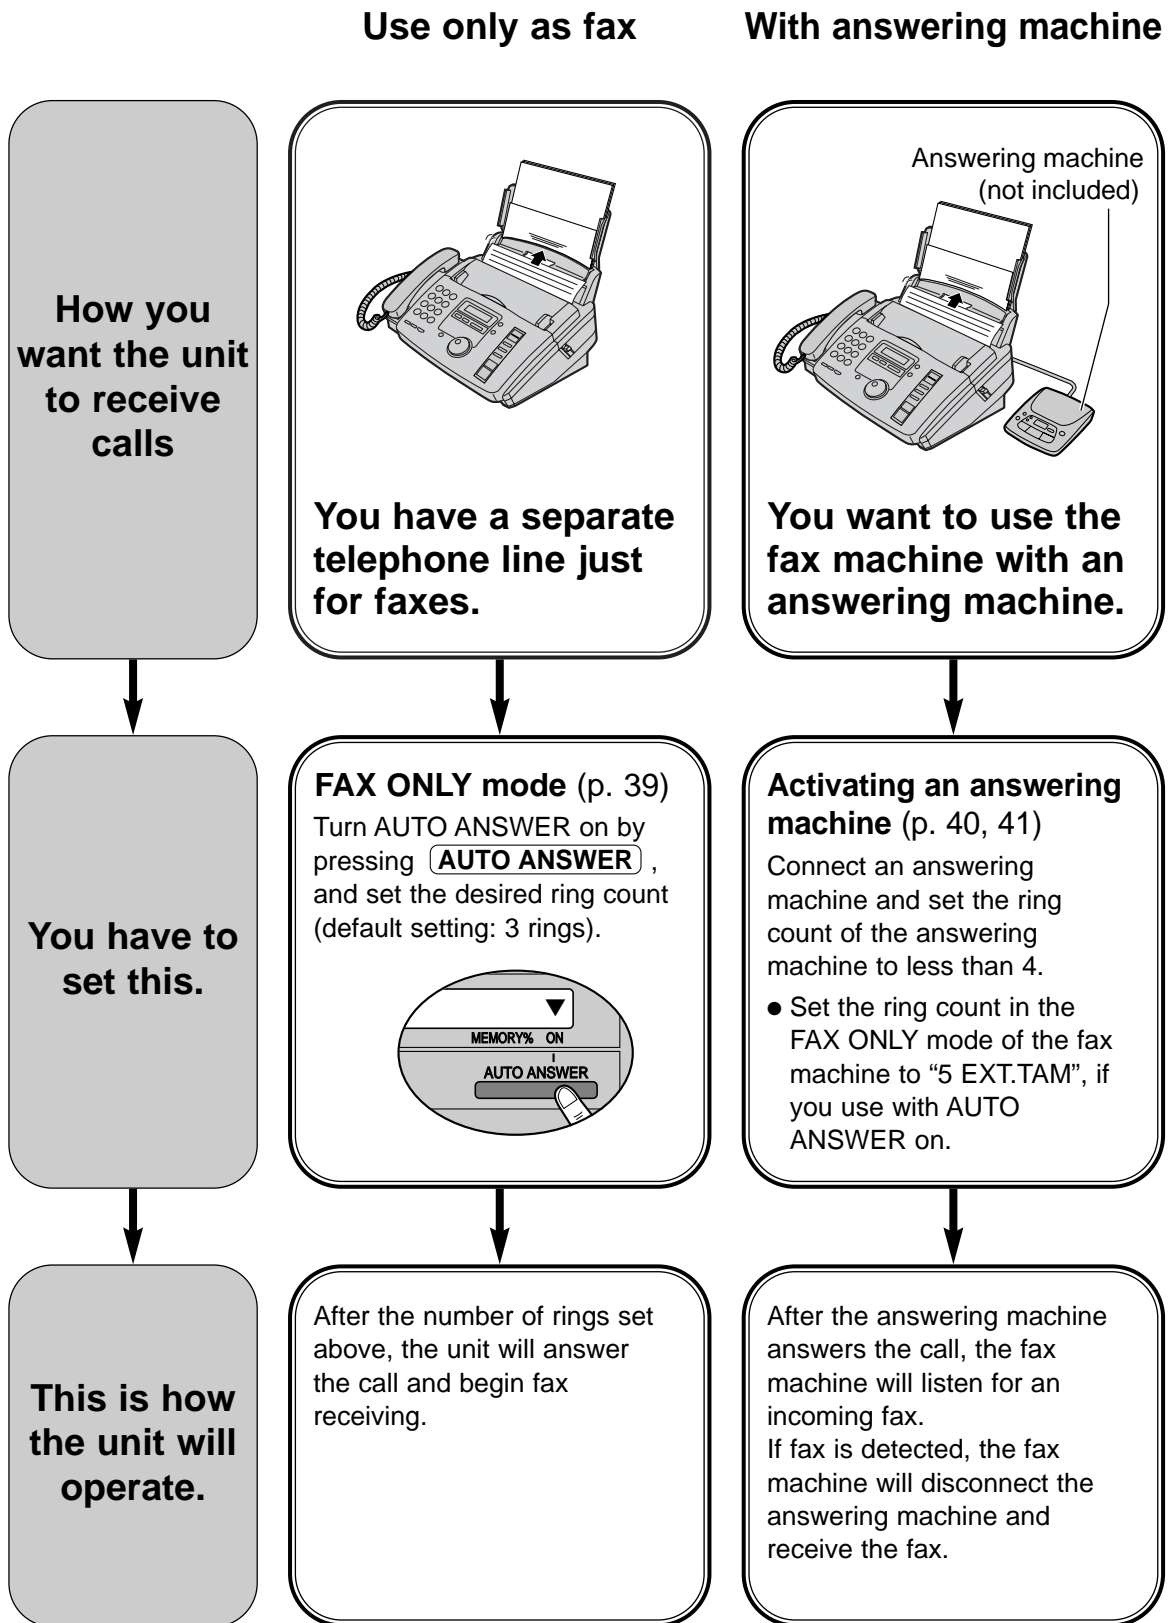 Use only as fax
With answering machine
How you
want the unit
to receive
calls
You have a separate
telephone line just
for faxes.
Answering machine
(not included)
You want to use the
fax machine with an
answering machine.
You have to
set this.
FAX ONLY mode (p. 39)
Turn AUTO ANSWER on by
pressing AUTO ANSWER ,
and set the desired ring count
(default setting: 3 rings).
MEMORY% ON
AUTO ANSWER
Activating an answering
machine (p. 40, 41)
Connect an answering
machine and set the ring
count of the answering
machine to less than 4.
● Set the ring count in the
FAX ONLY mode of the fax
machine to “5 EXT.TAM”, if
you use with AUTO
ANSWER on.
This is how
the unit will
operate.
After the number of rings set
above, the unit will answer
the call and begin fax
receiving.
After the answering machine
answers the call, the fax
machine will listen for an
incoming fax.
If fax is detected, the fax
machine will disconnect the
answering machine and
receive the fax.